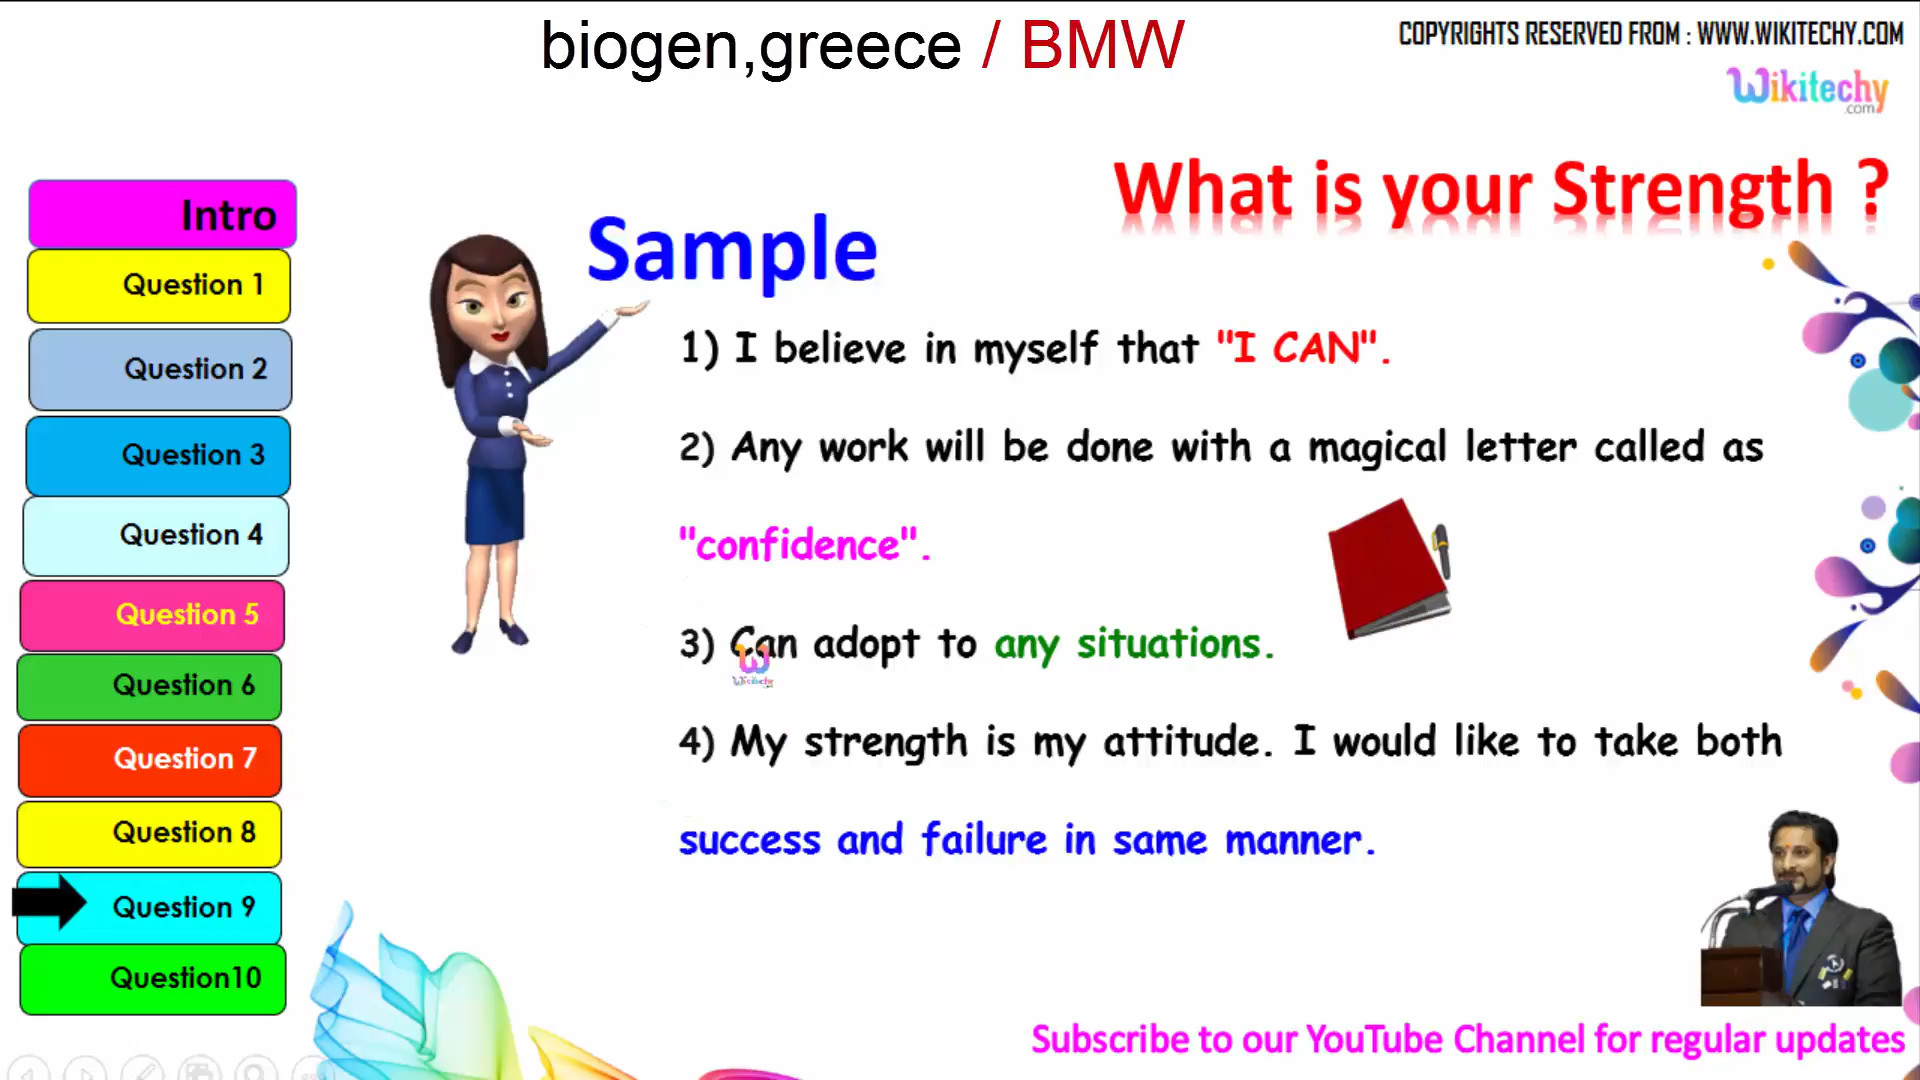 biogen,greece / BMW
COPYRIGHTS RESERVED FROM : WWW.WIKITECHY.COM
Wikitechy
.com
What is your Strength ?
Sample
Intro
Question 1
Question 2
Question 3
Question 4
Question 5
Question 6
Question 7
Question 8
Question 9
Question10
1) I believe in myself that "I CAN".
2) Any work will be done with a magical letter called as
"confidence".
3) Can adopt to any situations.
Wikitechy
4) My strength is my attitude. I would like to take both
success and failure in same manner.
Subscribe to our YouTube Channel for regular updates